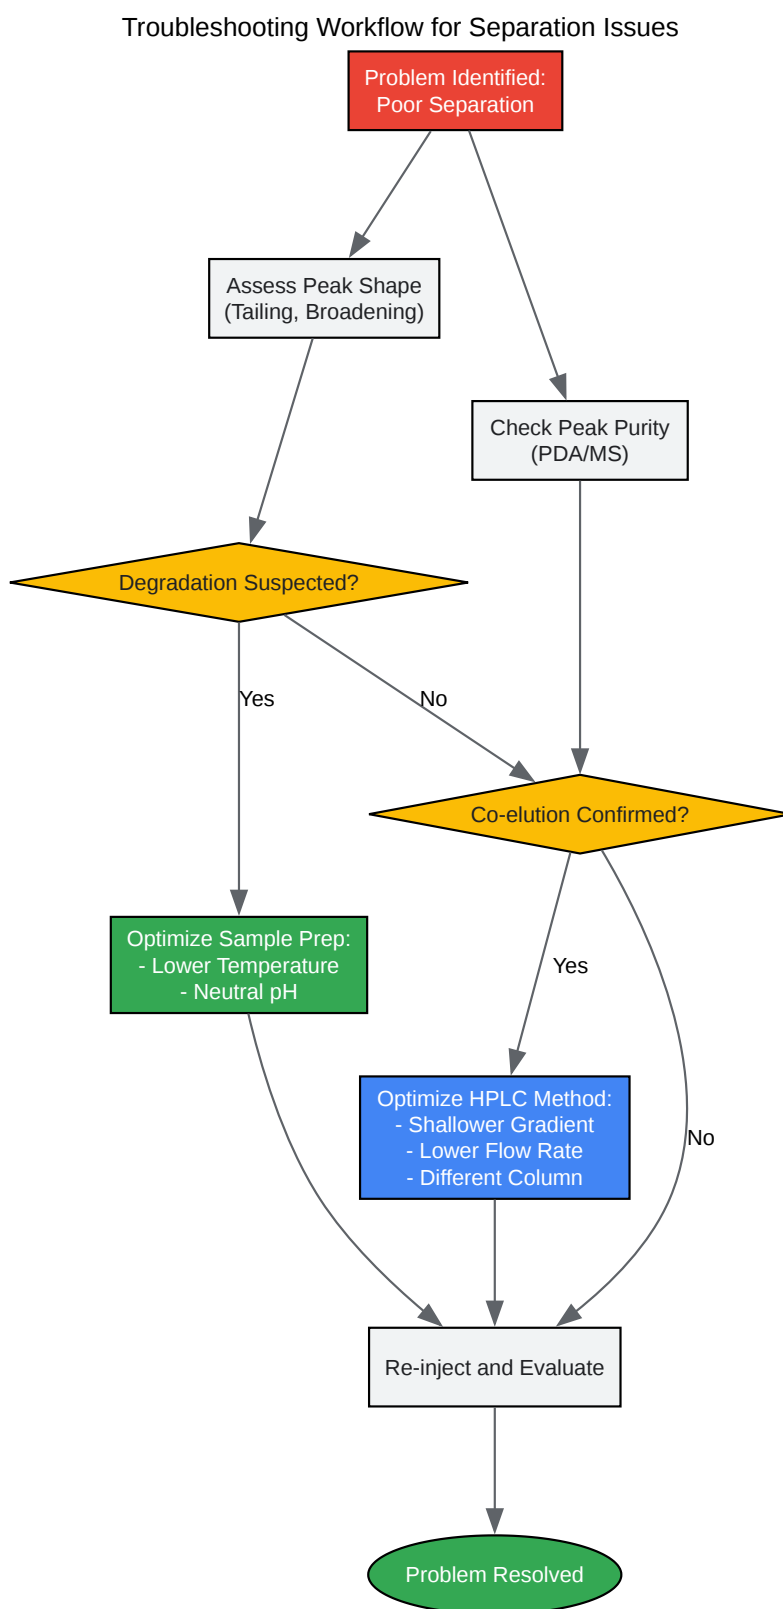 Troubleshooting Workflow for Separation Issues
Problem Identified:
Poor Separation
Assess Peak Shape
(Tailing, Broadening)
Check Peak Purity
(PDA/MS)
Degradation Suspected?
Yes
No
Co-elution Confirmed?
Optimize Sample Prep:
- Lower Temperature
- Neutral pH
Yes
Optimize HPLC Method:
- Shallower Gradient
- Lower Flow Rate
- Different Column
No
Re-inject and Evaluate
Problem Resolved